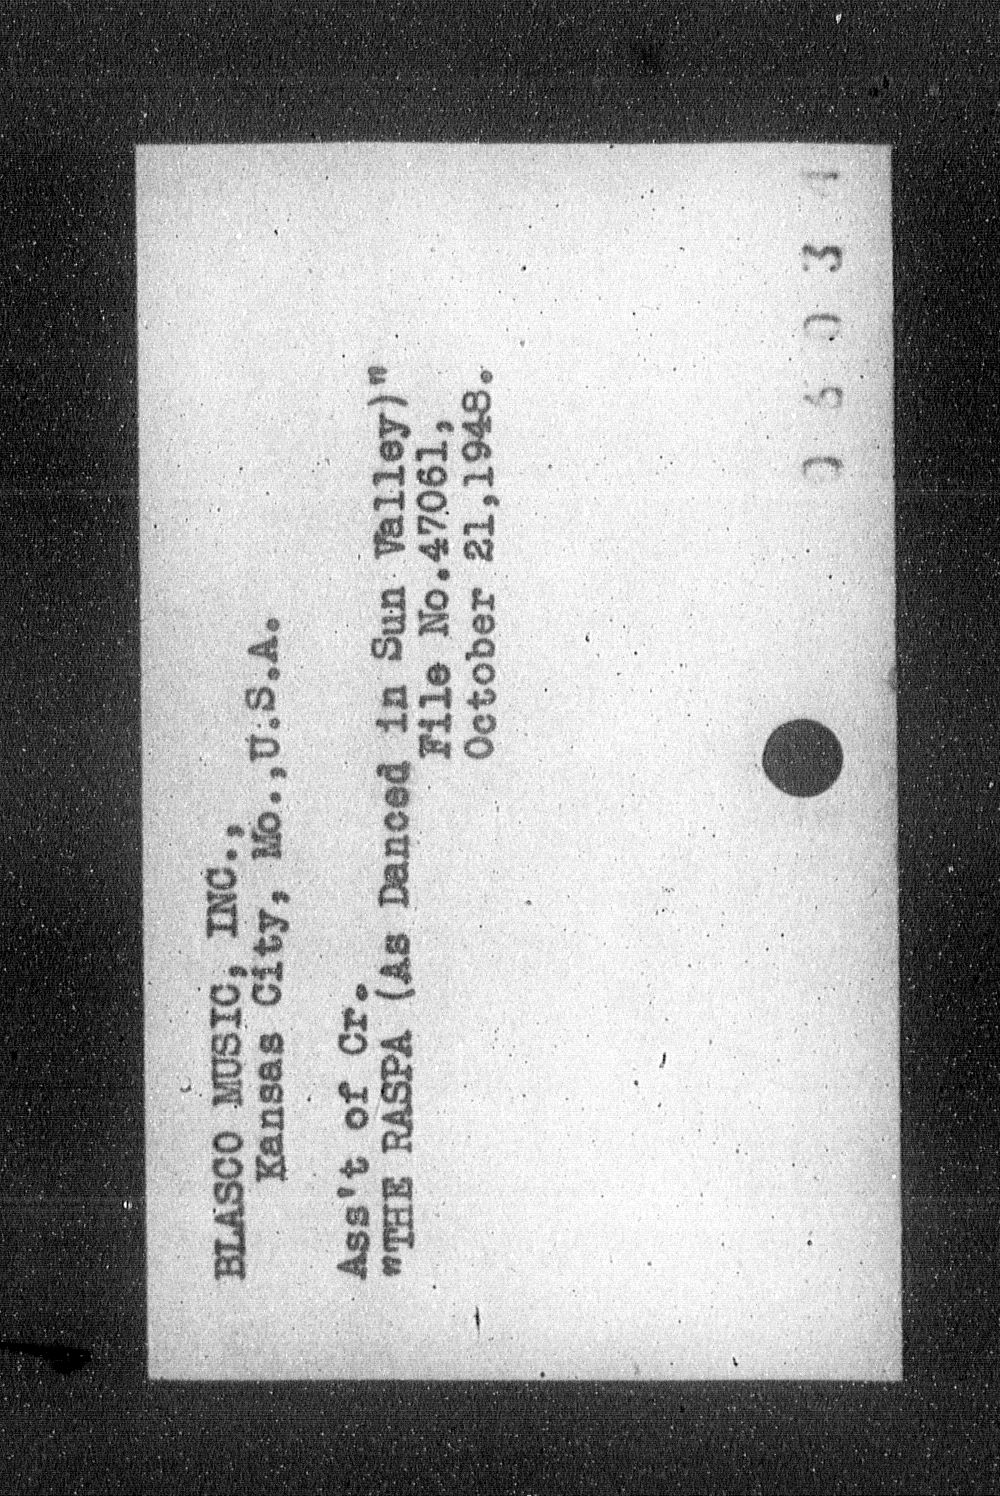 BLASCO MUSIC, INC.,
Kansas City, Mo.,U.S.A.
Ass't of Cr.
"THE RASPA (As Danced in Sun Valley)"
File No.47061,
October 21,1948.
06031